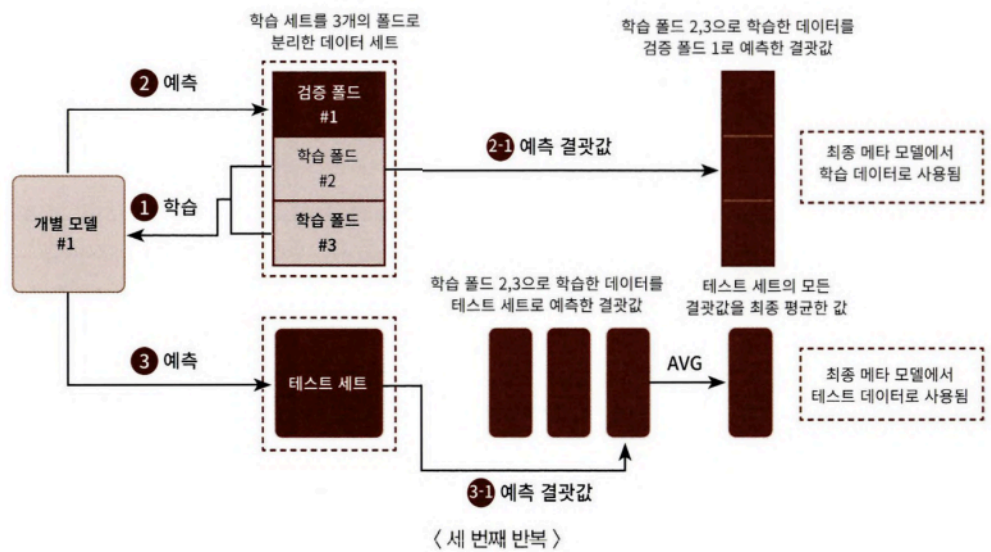 학습 세트를 3개의 폴드로
분리한 데이터 세트
학습 폴드 2,3으로 학습한 데이터를
검증 폴드 1로 예측한 결괏값
2 예측
검증 폴드
#1
학습 폴드
#2
학습 폴드
#3
2-1 예측 결괏값
최종 메타 모델에서
학습 데이터로 사용됨
개별 모델
#1
1 학습
학습 폴드 2,3으로 학습한 데이터를
테스트 세트로 예측한 결괏값
테스트 세트의 모든
결괏값을 최종 평균한 값
3 예측
테스트 세트
AVG
최종 메타 모델에서
테스트 데이터로 사용됨
3-1 예측 결괏값
〈 세 번째 반복 〉